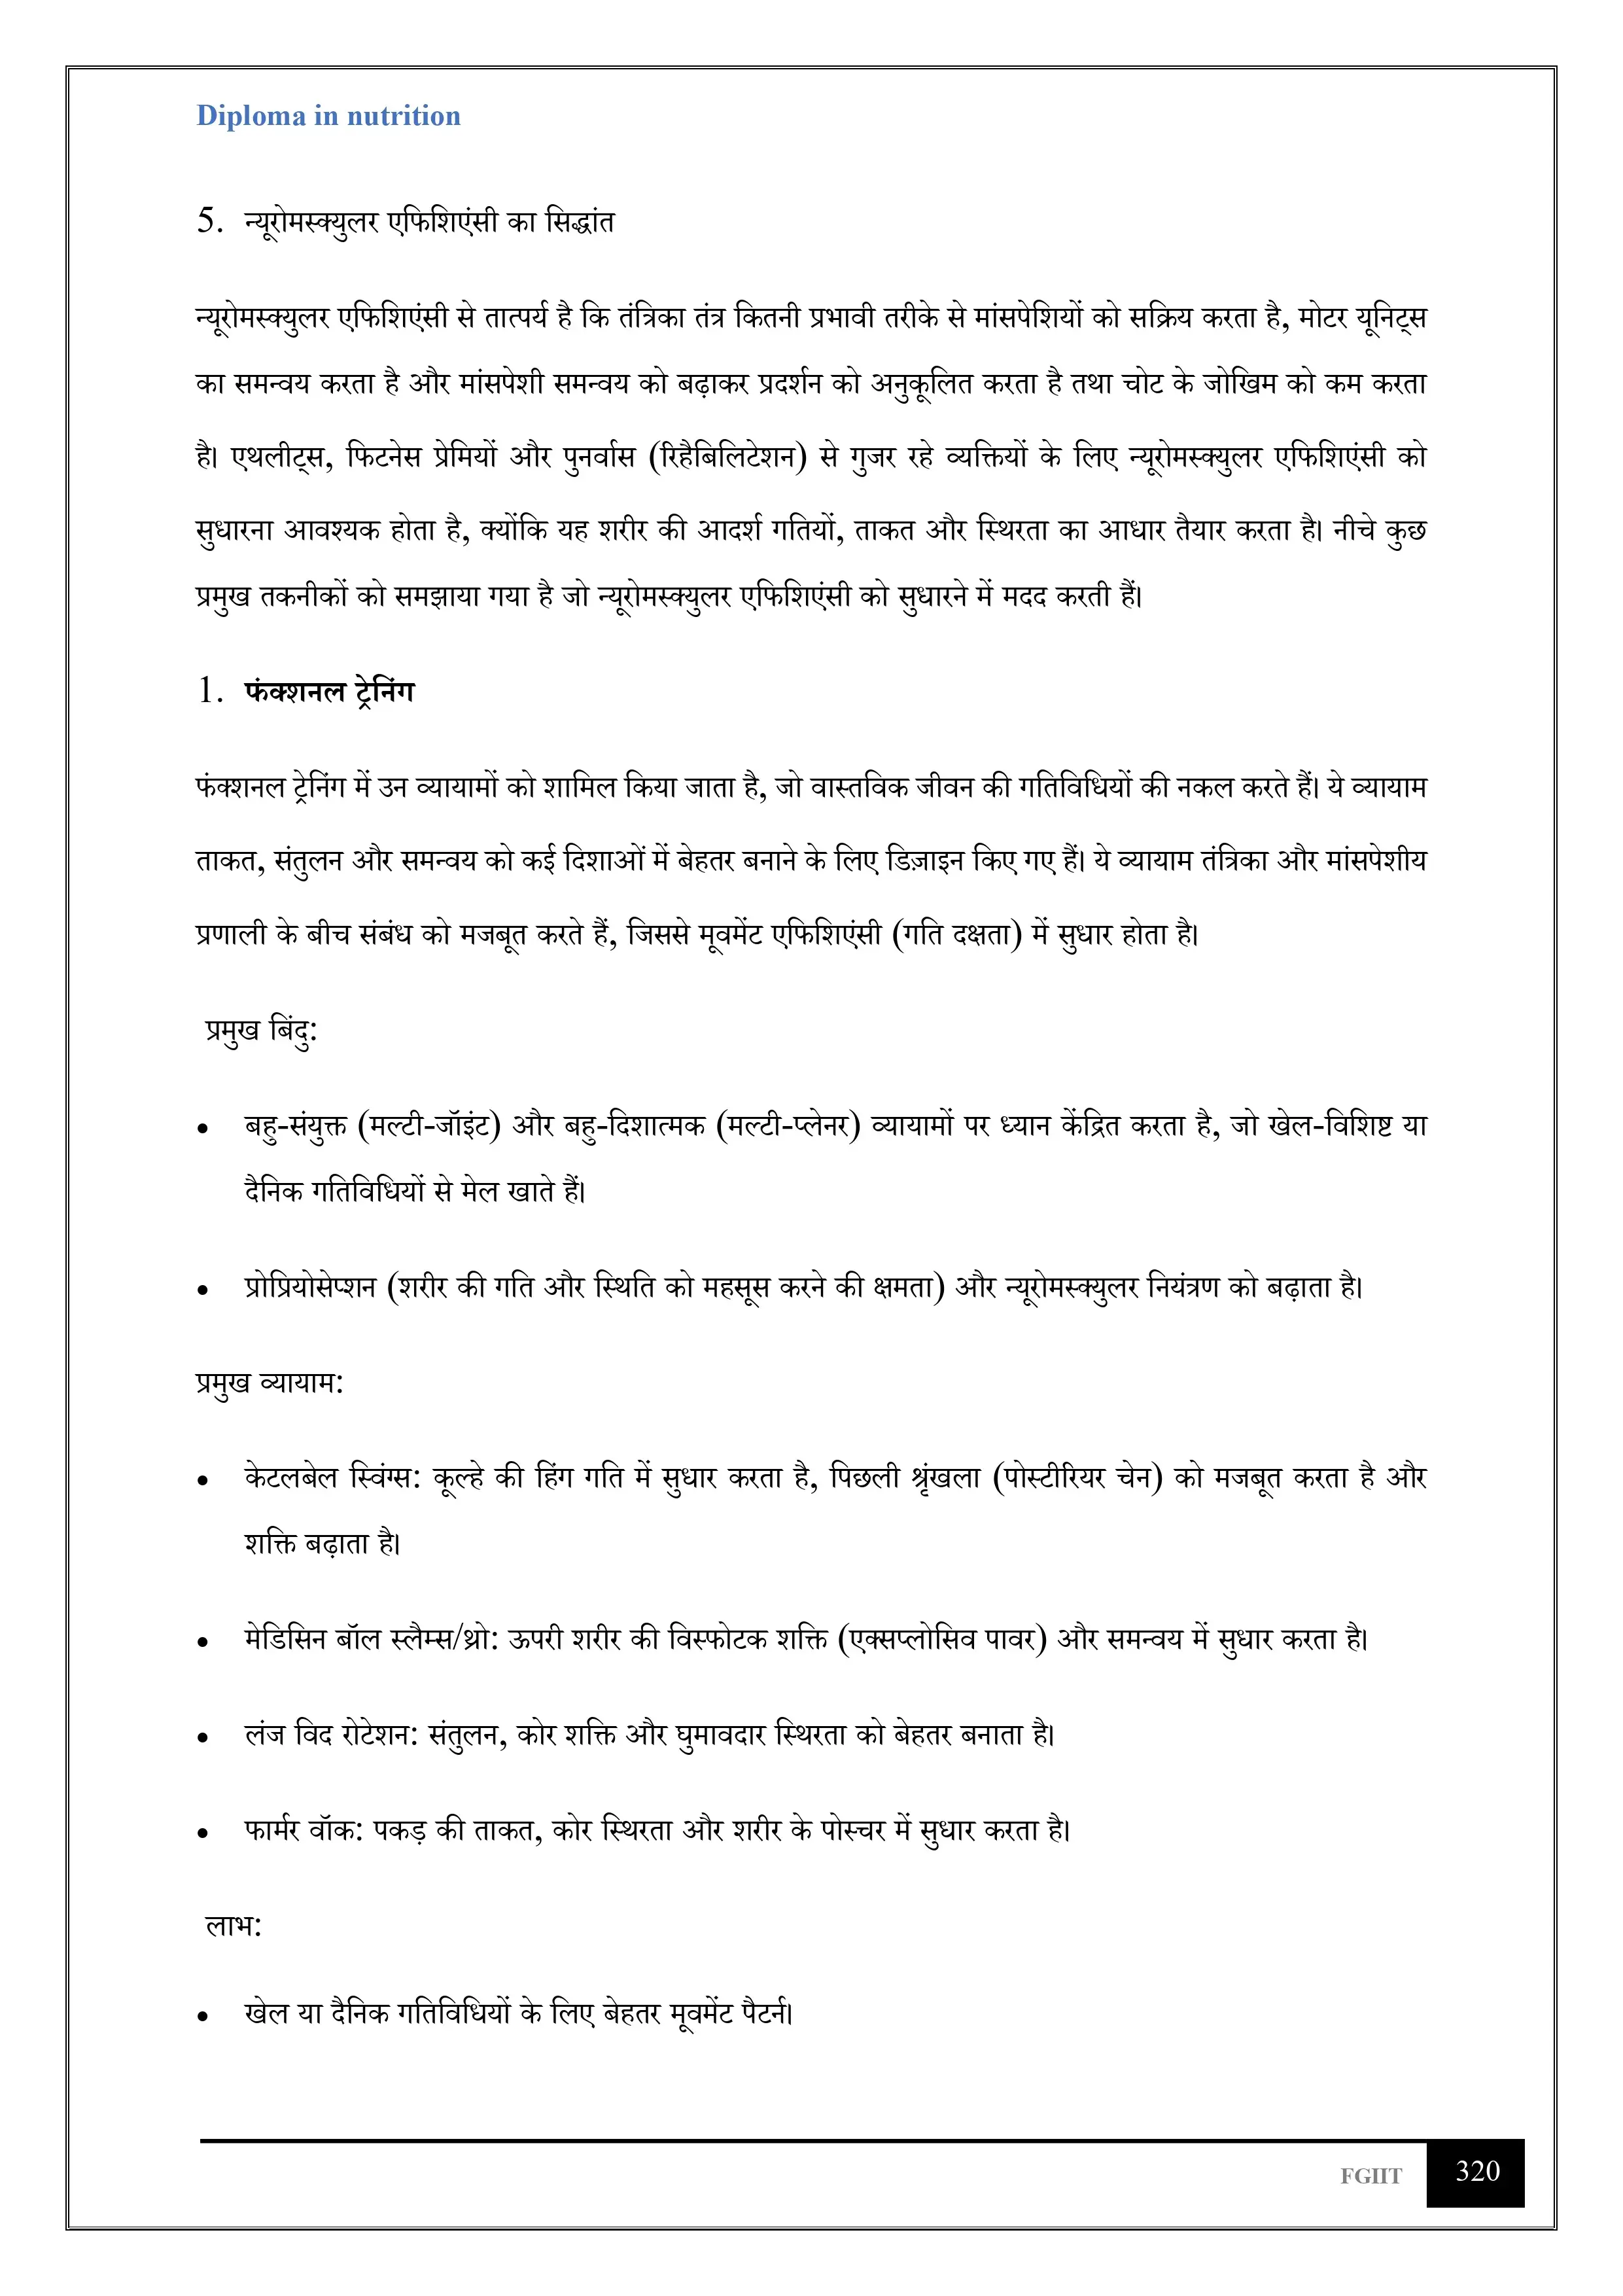 Diploma in nutrition
5. न्यूरोमस्क्युलर एफिशिएंसी का सिद्धांत
न्यूरोमस्क्युलर एफिशिएंसी से तात्पर्य है कि तंत्रिका तंत्र कितनी प्रभावी तरीके से मांसपेशियों को सक्रिय करता है, मोटर यूनिट्स
का समन्वय करता है और मांसपेशी समन्वय को बढ़ाकर प्रदर्शन को अनुकूलित करता है तथा चोट के जोखिम को कम करता
है। एथलीट्स, फिटनेस प्रेमियों और पुनर्वास (रिहैबिलिटेशन) से गुजर रहे व्यक्तियों के लिए न्यूरोमस्क्युलर एफिशिएंसी को
सुधारना आवश्यक होता है, क्योंकि यह शरीर की आदर्श गतियों, ताकत और स्थिरता का आधार तैयार करता है। नीचे कुछ
प्रमुख तकनीकों को समझाया गया है जो न्यूरोमस्क्युलर एफिशिएंसी को सुधारने में मदद करती हैं।
1. फंक्शनल ट्रेनिंग
फंक्शनल ट्रेनिंग में उन व्यायामों को शामिल किया जाता है, जो वास्तविक जीवन की गतिविधियों की नकल करते हैं। ये व्यायाम
ताकत, संतुलन और समन्वय को कई दिशाओं में बेहतर बनाने के लिए डिज़ाइन किए गए हैं। ये व्यायाम तंत्रिका और मांसपेशीय
प्रणाली के बीच संबंध को मजबूत करते हैं, जिससे मूवमेंट एफिशिएंसी (गति दक्षता) में सुधार होता है।
प्रमुख बिंदु:
• बहु-संयुक्त (मल्टी-जॉइंट) और बहु-दिशात्मक (मल्टी-प्लेनर) व्यायामों पर ध्यान केंद्रित करता है, जो खेल-विशिष्ट या
दैनिक गतिविधियों से मेल खाते हैं।
• प्रोप्रियोसेप्शन (शरीर की गति और स्थिति को महसूस करने की क्षमता) और न्यूरोमस्क्युलर नियंत्रण को बढ़ाता है।
प्रमुख व्यायाम:
• केटलबेल स्विंग्स: कूल्हे की हिंग गति में सुधार करता है, पिछली श्रृंखला (पोस्टीरियर चेन) को मजबूत करता है और
शक्ति बढ़ाता है।
• मेडिसिन बॉल स्लैम्स/थ्रो: ऊपरी शरीर की विस्फोटक शक्ति (एक्सप्लोसिव पावर) और समन्वय में सुधार करता है।
• लंज विद रोटेशन: संतुलन, कोर शक्ति और घुमावदार स्थिरता को बेहतर बनाता है।
• फार्मर वॉक: पकड़ की ताकत, कोर स्थिरता और शरीर के पोस्चर में सुधार करता है।
लाभ:
• खेल या दैनिक गतिविधियों के लिए बेहतर मूवमेंट पैटर्न।
FGIIT 320